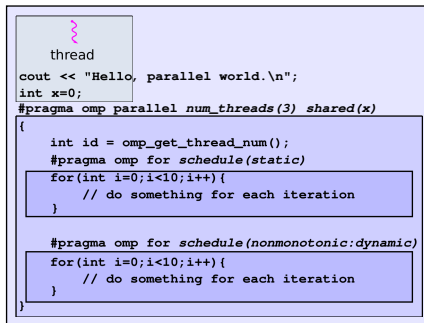 thread
cout << "Hello, parallel world.\n";
int x=0;
#pragma omp parallel num_threads(3) shared(x)
{
int id = omp_get_thread_num();
#pragma omp for schedule(static)
for(int i=0;i<10;i++){
// do something for each iteration
}
#pragma omp for schedule(nonmonotonic:dynamic)
for(int i=0;i<10;i++){
// do something for each iteration
}
}